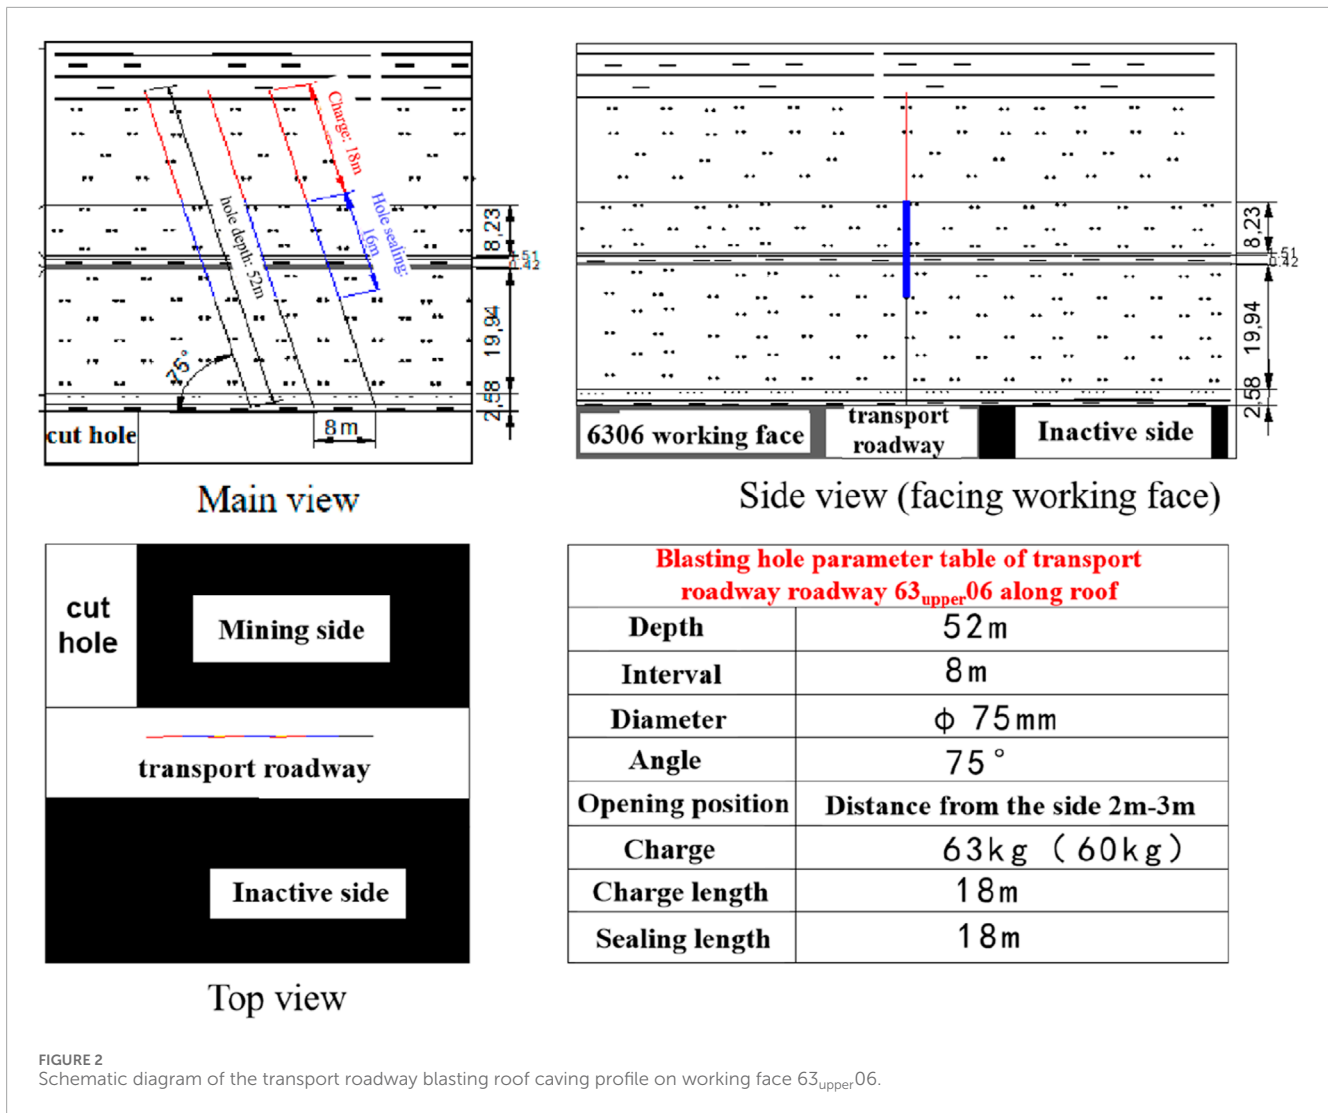 Charge: 18m
Hole sealing:
16m
hole depth: 52m
75°
8m
8,23
0.42
19,94
2,58
cut hole
Main view
8,23
0.42
19,94
2,58
6306 working face
transport
roadway
Inactive side
Side view (facing working face)
cut
hole
Mining side
transport roadway
Inactive side
Top view
Blasting hole parameter table of transport
roadway roadway 63upper06 along roof
Depth 52m
Interval 8m
Diameter ϕ 75mm
Angle 75°
Opening position Distance from the side 2m-3m
Charge 63kg (60kg)
Charge length 18m
Sealing length 18m
FIGURE 2
Schematic diagram of the transport roadway blasting roof caving profile on working face 63upper06.